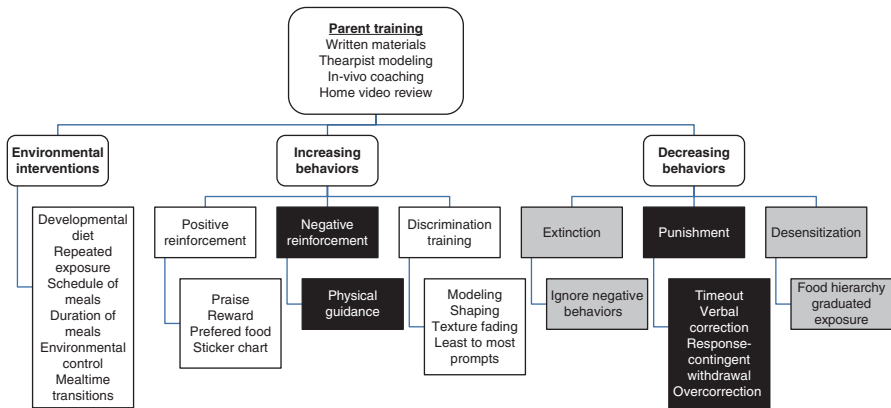 Parent training
Written materials
Thearpist modeling
In-vivo coaching
Home video review
Environmental
interventions
Increasing
behaviors
Decreasing
behaviors
Developmental
diet
Repeated
exposure
Schedule of
meals
Duration of
meals
Environmental
control
Mealtime
transitions
Positive
reinforcement
Negative
reinforcement
Discrimination
training
Extinction
Punishment
Desensitization
Praise
Reward
Prefered food
Sticker chart
Physical
guidance
Modeling
Shaping
Texture fading
Least to most
prompts
Ignore negative
behaviors
Timeout
Verbal
correction
Response-
contingent
withdrawal
Overcorrection
Food hierarchy
graduated
exposure